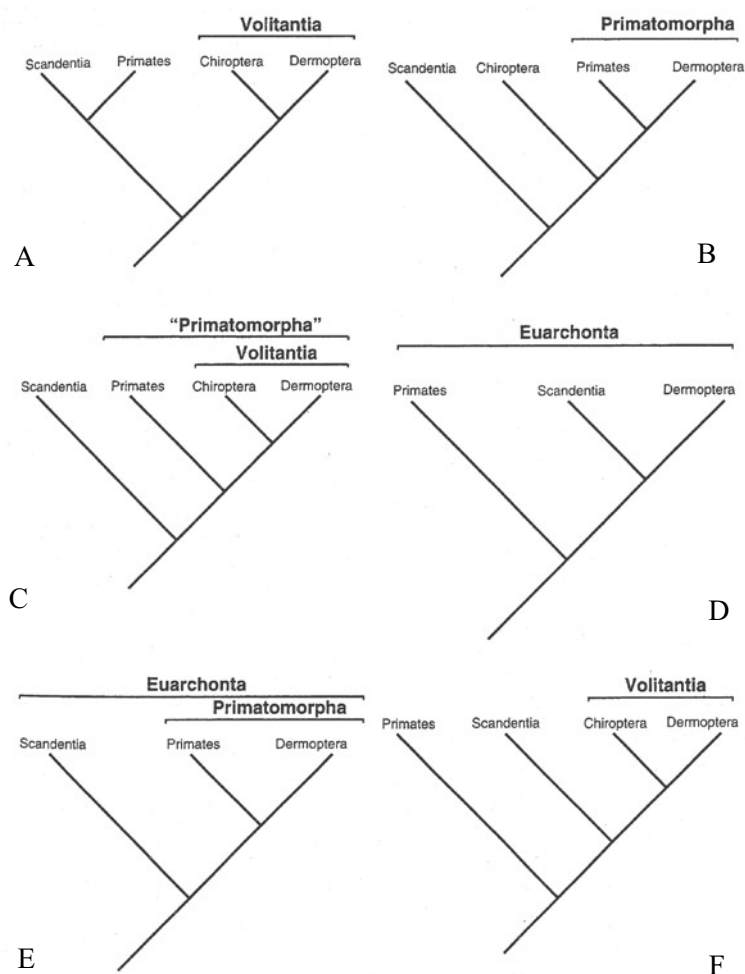 Volitantia
Scandentia Primates Chiroptera Dermoptera
A
Primatomorpha
Scandentia Chiroptera Primates Dermoptera
B
"Primatomorpha"
Volitantia
Scandentia Primates Chiroptera Dermoptera
C
Euarchonta
Primates Scandentia Dermoptera
D
Euarchonta
Primatomorpha
Scandentia Primates Dermoptera
E
Volitantia
Primates Scandentia Chiroptera Dermoptera
F